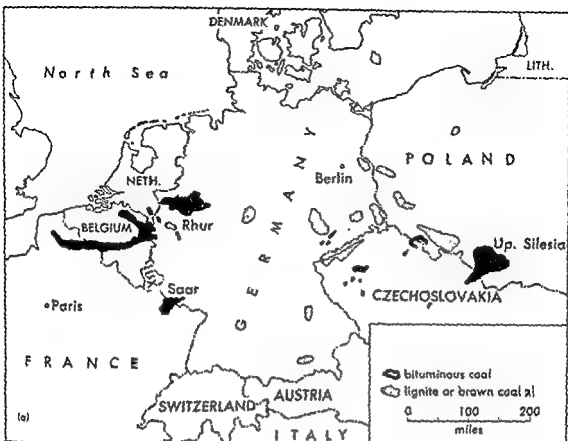 DENMARK
North Sea
LITH.
POLAND
Berlin
NETH.
GERMANY
BELGIUM
Rhur
Up. Silesia
Saar
CZECHOSLOVAKIA
Paris
FRANCE
bituminous coal
lignite or brown coal
AUSTRIA
SWITZERLAND
0 100 200
miles
(a)
ITALY